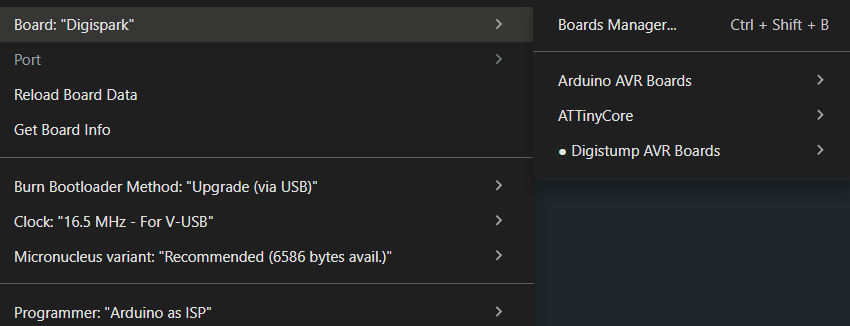 Board: "Digispark"
Port
Reload Board Data
Get Board Info
Burn Bootloader Method: "Upgrade (via USB)"
Clock: "16.5 MHz - For V-USB"
Micronucleus variant: "Recommended (6586 bytes avail.)"
Programmer: "Arduino as ISP"
Boards Manager... Ctrl + Shift + B
Arduino AVR Boards
ATTinyCore
● Digistump AVR Boards